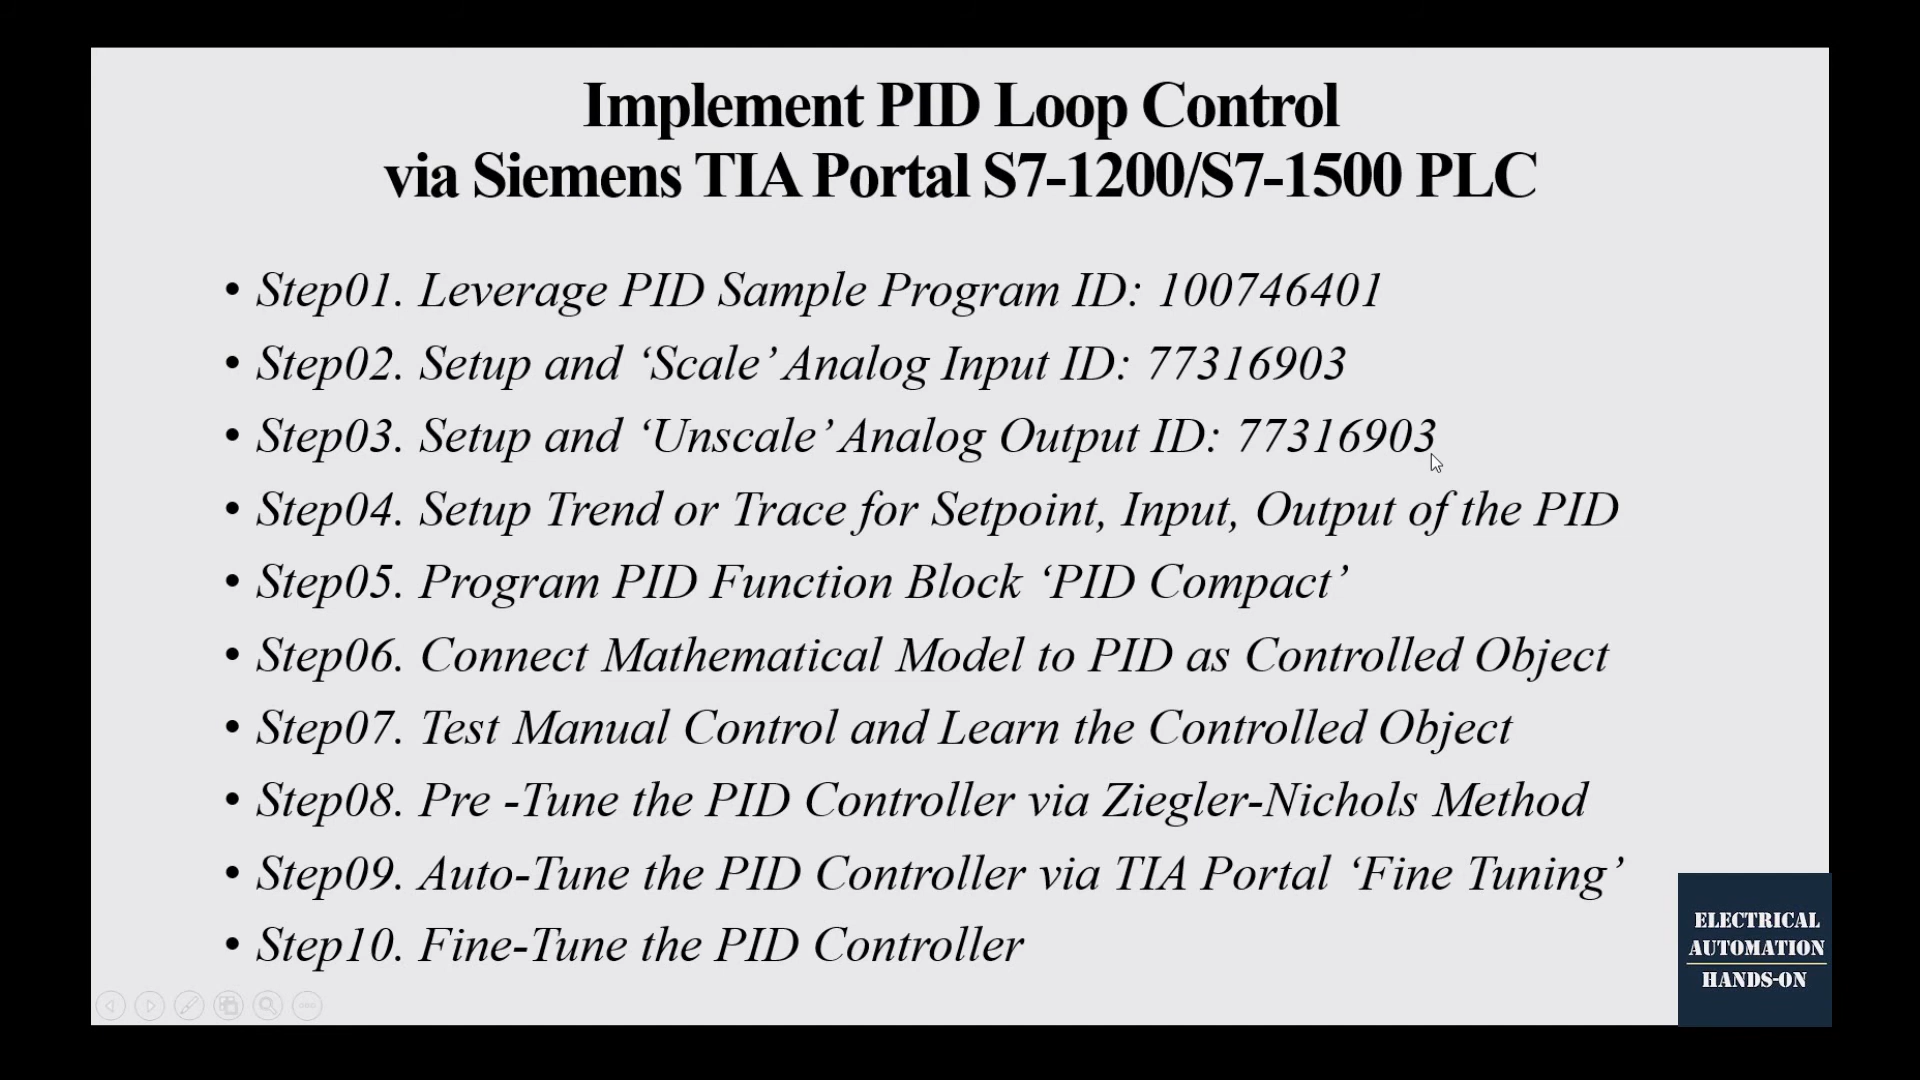 Implement PID Loop Control
via Siemens TIA Portal S7-1200/S7-1500 PLC
• Step01. Leverage PID Sample Program ID: 100746401
• Step02. Setup and ‘Scale’ Analog Input ID: 77316903
• Step03. Setup and ‘Unscale’ Analog Output ID: 77316903
• Step04. Setup Trend or Trace for Setpoint, Input, Output of the PID
• Step05. Program PID Function Block ‘PID Compact’
• Step06. Connect Mathematical Model to PID as Controlled Object
• Step07. Test Manual Control and Learn the Controlled Object
• Step08. Pre -Tune the PID Controller via Ziegler-Nichols Method
• Step09. Auto-Tune the PID Controller via TIA Portal ‘Fine Tuning’
• Step10. Fine-Tune the PID Controller
ELECTRICAL
AUTOMATION
HANDS-ON